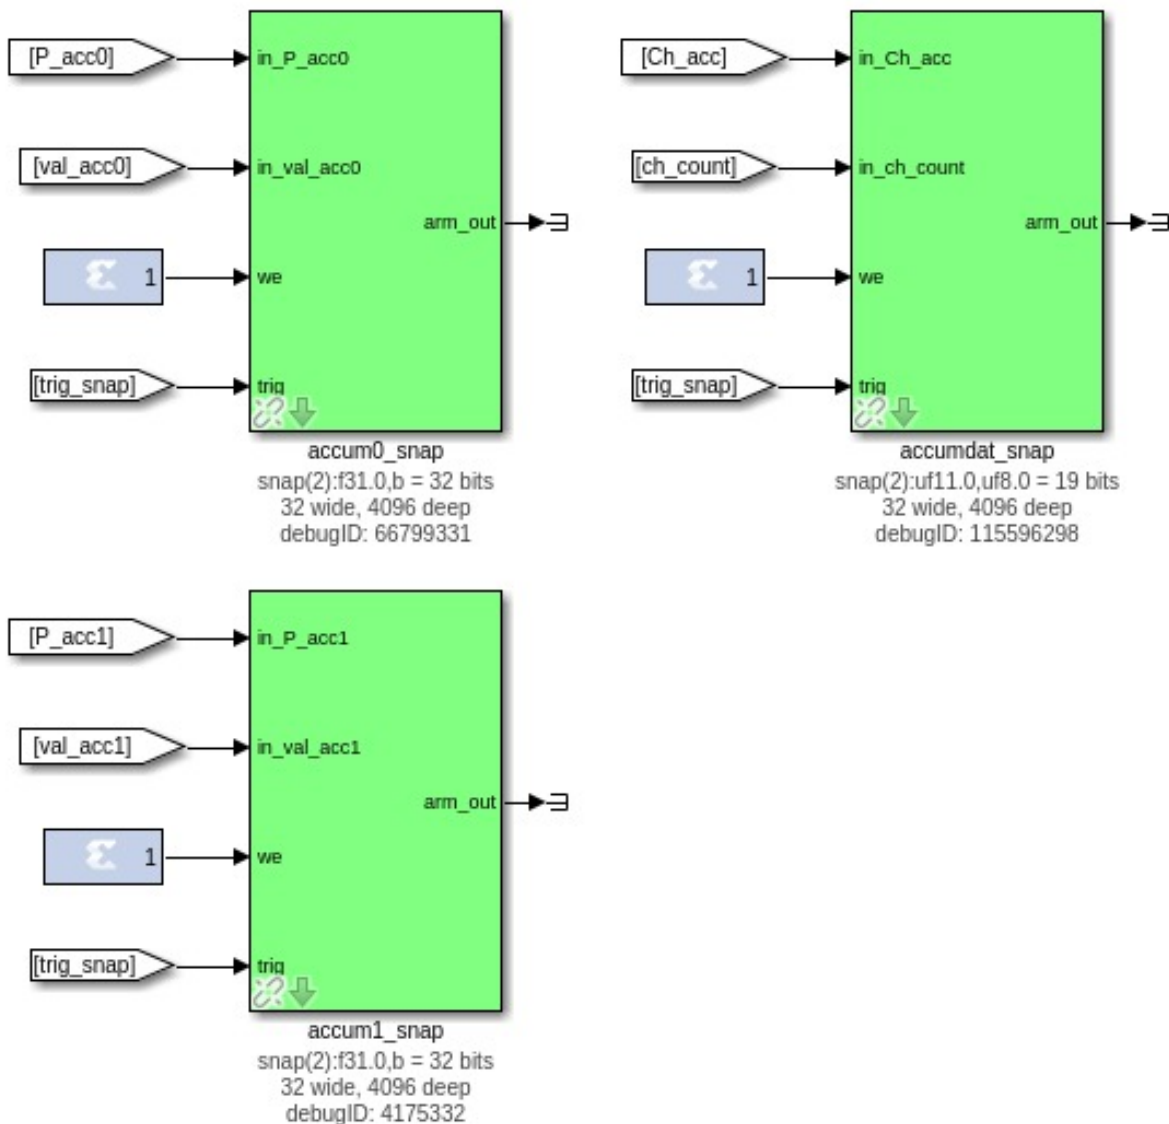 [P_acc0]
in_P_acc0
[val_acc0]
in_val_acc0
arm_out
1
we
[trig_snap]
trig
accum0_snap
snap(2):f31.0,b = 32 bits
32 wide, 4096 deep
debugID: 66799331
[Ch_acc]
in_Ch_acc
[ch_count]
in_ch_count
arm_out
1
we
[trig_snap]
trig
accumdat_snap
snap(2):uf11.0,uf8.0 = 19 bits
32 wide, 4096 deep
debugID: 115596298
[P_acc1]
in_P_acc1
[val_acc1]
in_val_acc1
arm_out
1
we
[trig_snap]
trig
accum1_snap
snap(2):f31.0,b = 32 bits
32 wide, 4096 deep
debugID: 4175332